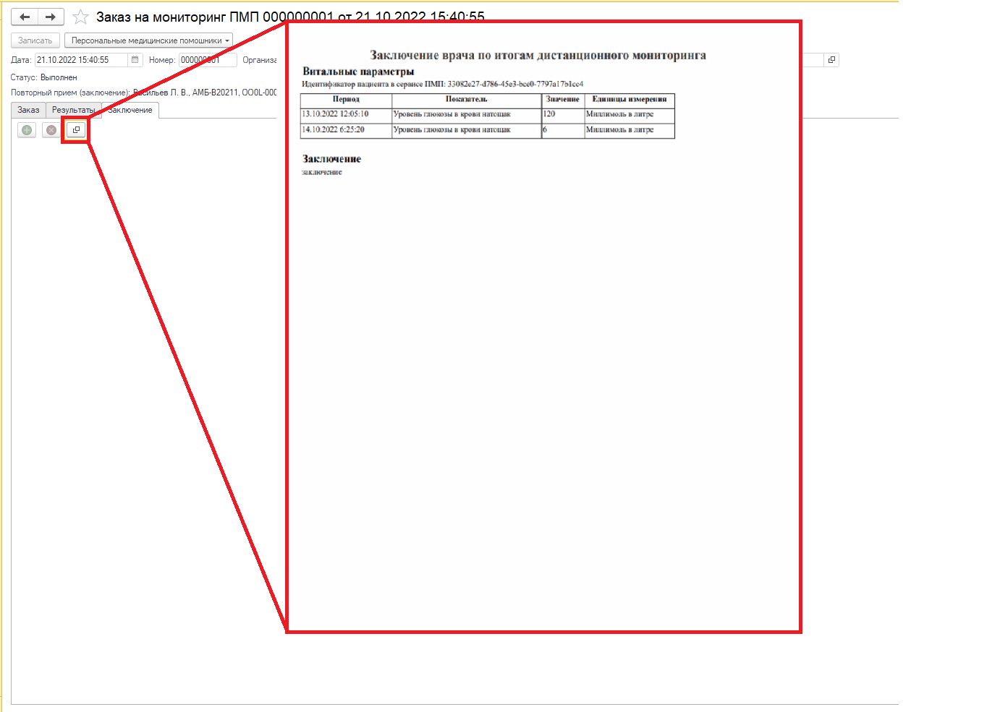 Заказ на мониторинг ПМП 000000001 от 21.10.2022 15:40:55
Записать Персональные медицинские помошники
Дата: 21.10.2022 15:40:55 Номер: 000000001 Организа
Статус: Выполнен
Повторный прием (заключение): Васильев Л. В., АМБ-В20211, OO0L-000
Заказ Результаты Заключение
Заключение врача по итогам дистанционного мониторинга
Витальные параметры
Идентификатор пациента в сервисе ПМП: 33082e27-d786-45e3-bce0-7797a17b1cc4
Период Показатель Значение Единицы измерения
13.10.2022 12:05:10 Уровень глюкозы в крови натощак 120 Миллимоль в литре
14.10.2022 6:25:20 Уровень глюкозы в крови натощак 6 Миллимоль в литре
Заключение
заключение